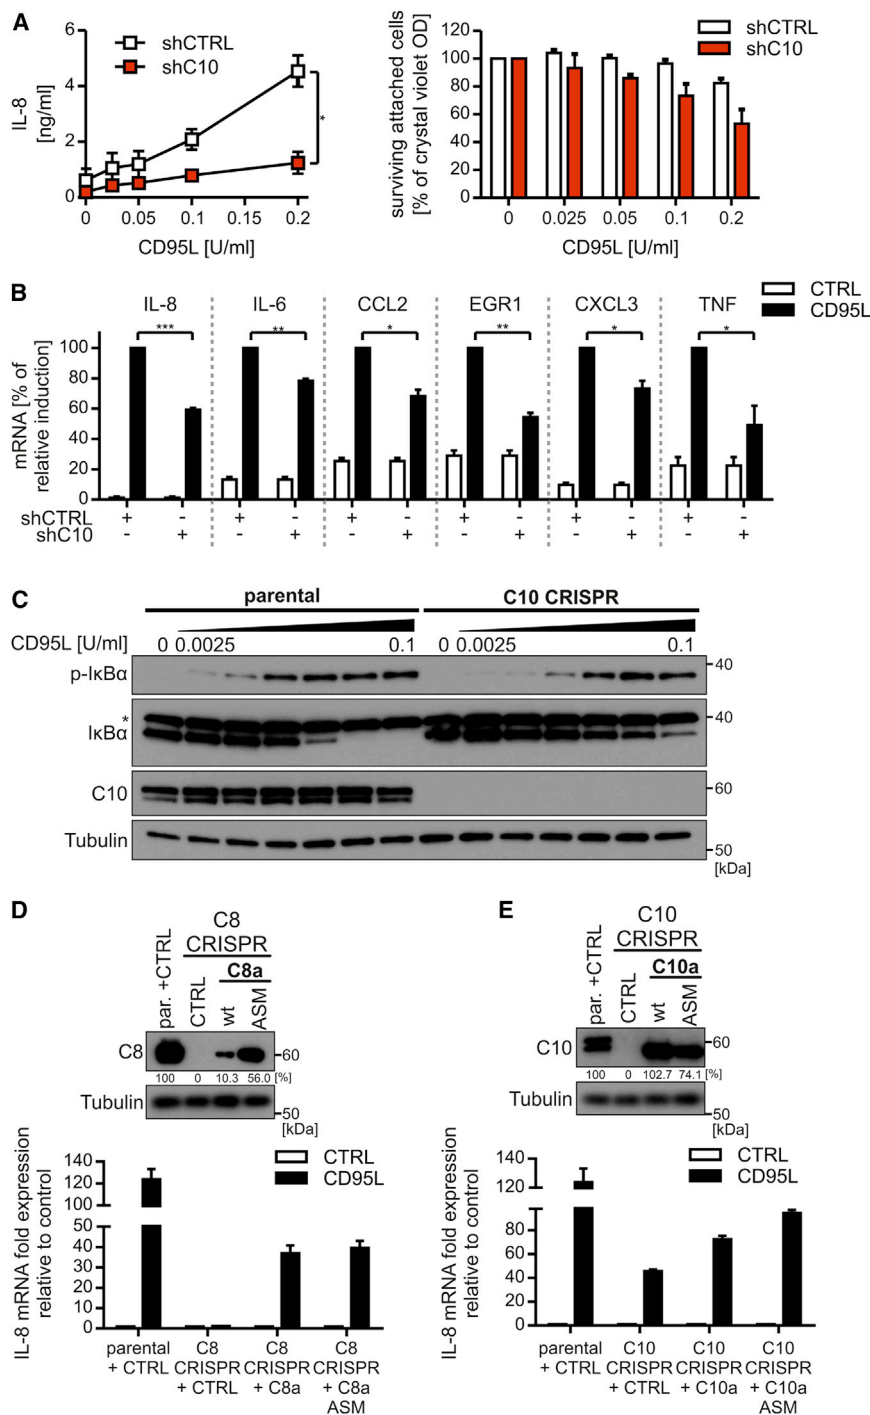 A
shCTRL
shC10
IL-8
[ng/ml]
6
4
2
0
*
0 0.05 0.1 0.15 0.2
CD95L [U/ml]
surviving attached cells
[% of crystal violet OD]
120
100
80
60
40
20
0
shCTRL
shC10
0 0.025 0.05 0.1 0.2
CD95L [U/ml]
B
IL-8 IL-6 CCL2 EGR1 CXCL3 TNF
CTRL
CD95L
*** ** * ** * *
mRNA [% of
relative induction]
100
80
60
40
20
0
shCTRL + - + - + - + - + - + -
shC10 - + - + - + - + - + - +
C
parental C10 CRISPR
CD95L [U/ml] 0 0.0025 0.1 0 0.0025 0.1
p-IκBα 40
* 40
IκBα
C10 60
Tubulin
50
[kDa]
D
C8
CRISPR
C8a
par. +CTRL
CTRL
wt
ASM
C8 60
100 0 10.3 56.0 [%]
Tubulin
50
[kDa]
CTRL
CD95L
IL-8 mRNA fold expression
relative to control
140
120
100
50
40
30
20
10
0
parental C8 C8 C8
+ CTRL CRISPR CRISPR CRISPR
+ CTRL + C8a + C8a
ASM
E
C10
CRISPR
C10a
par. +CTRL
CTRL
wt
ASM
C10 60
100 0 102.7 74.1 [%]
Tubulin
50
[kDa]
CTRL
CD95L
IL-8 mRNA fold expression
relative to control
140
120
80
60
40
20
0
parental C10 C10 C10
+ CTRL CRISPR CRISPR CRISPR
+ CTRL + C10a + C10a
ASM